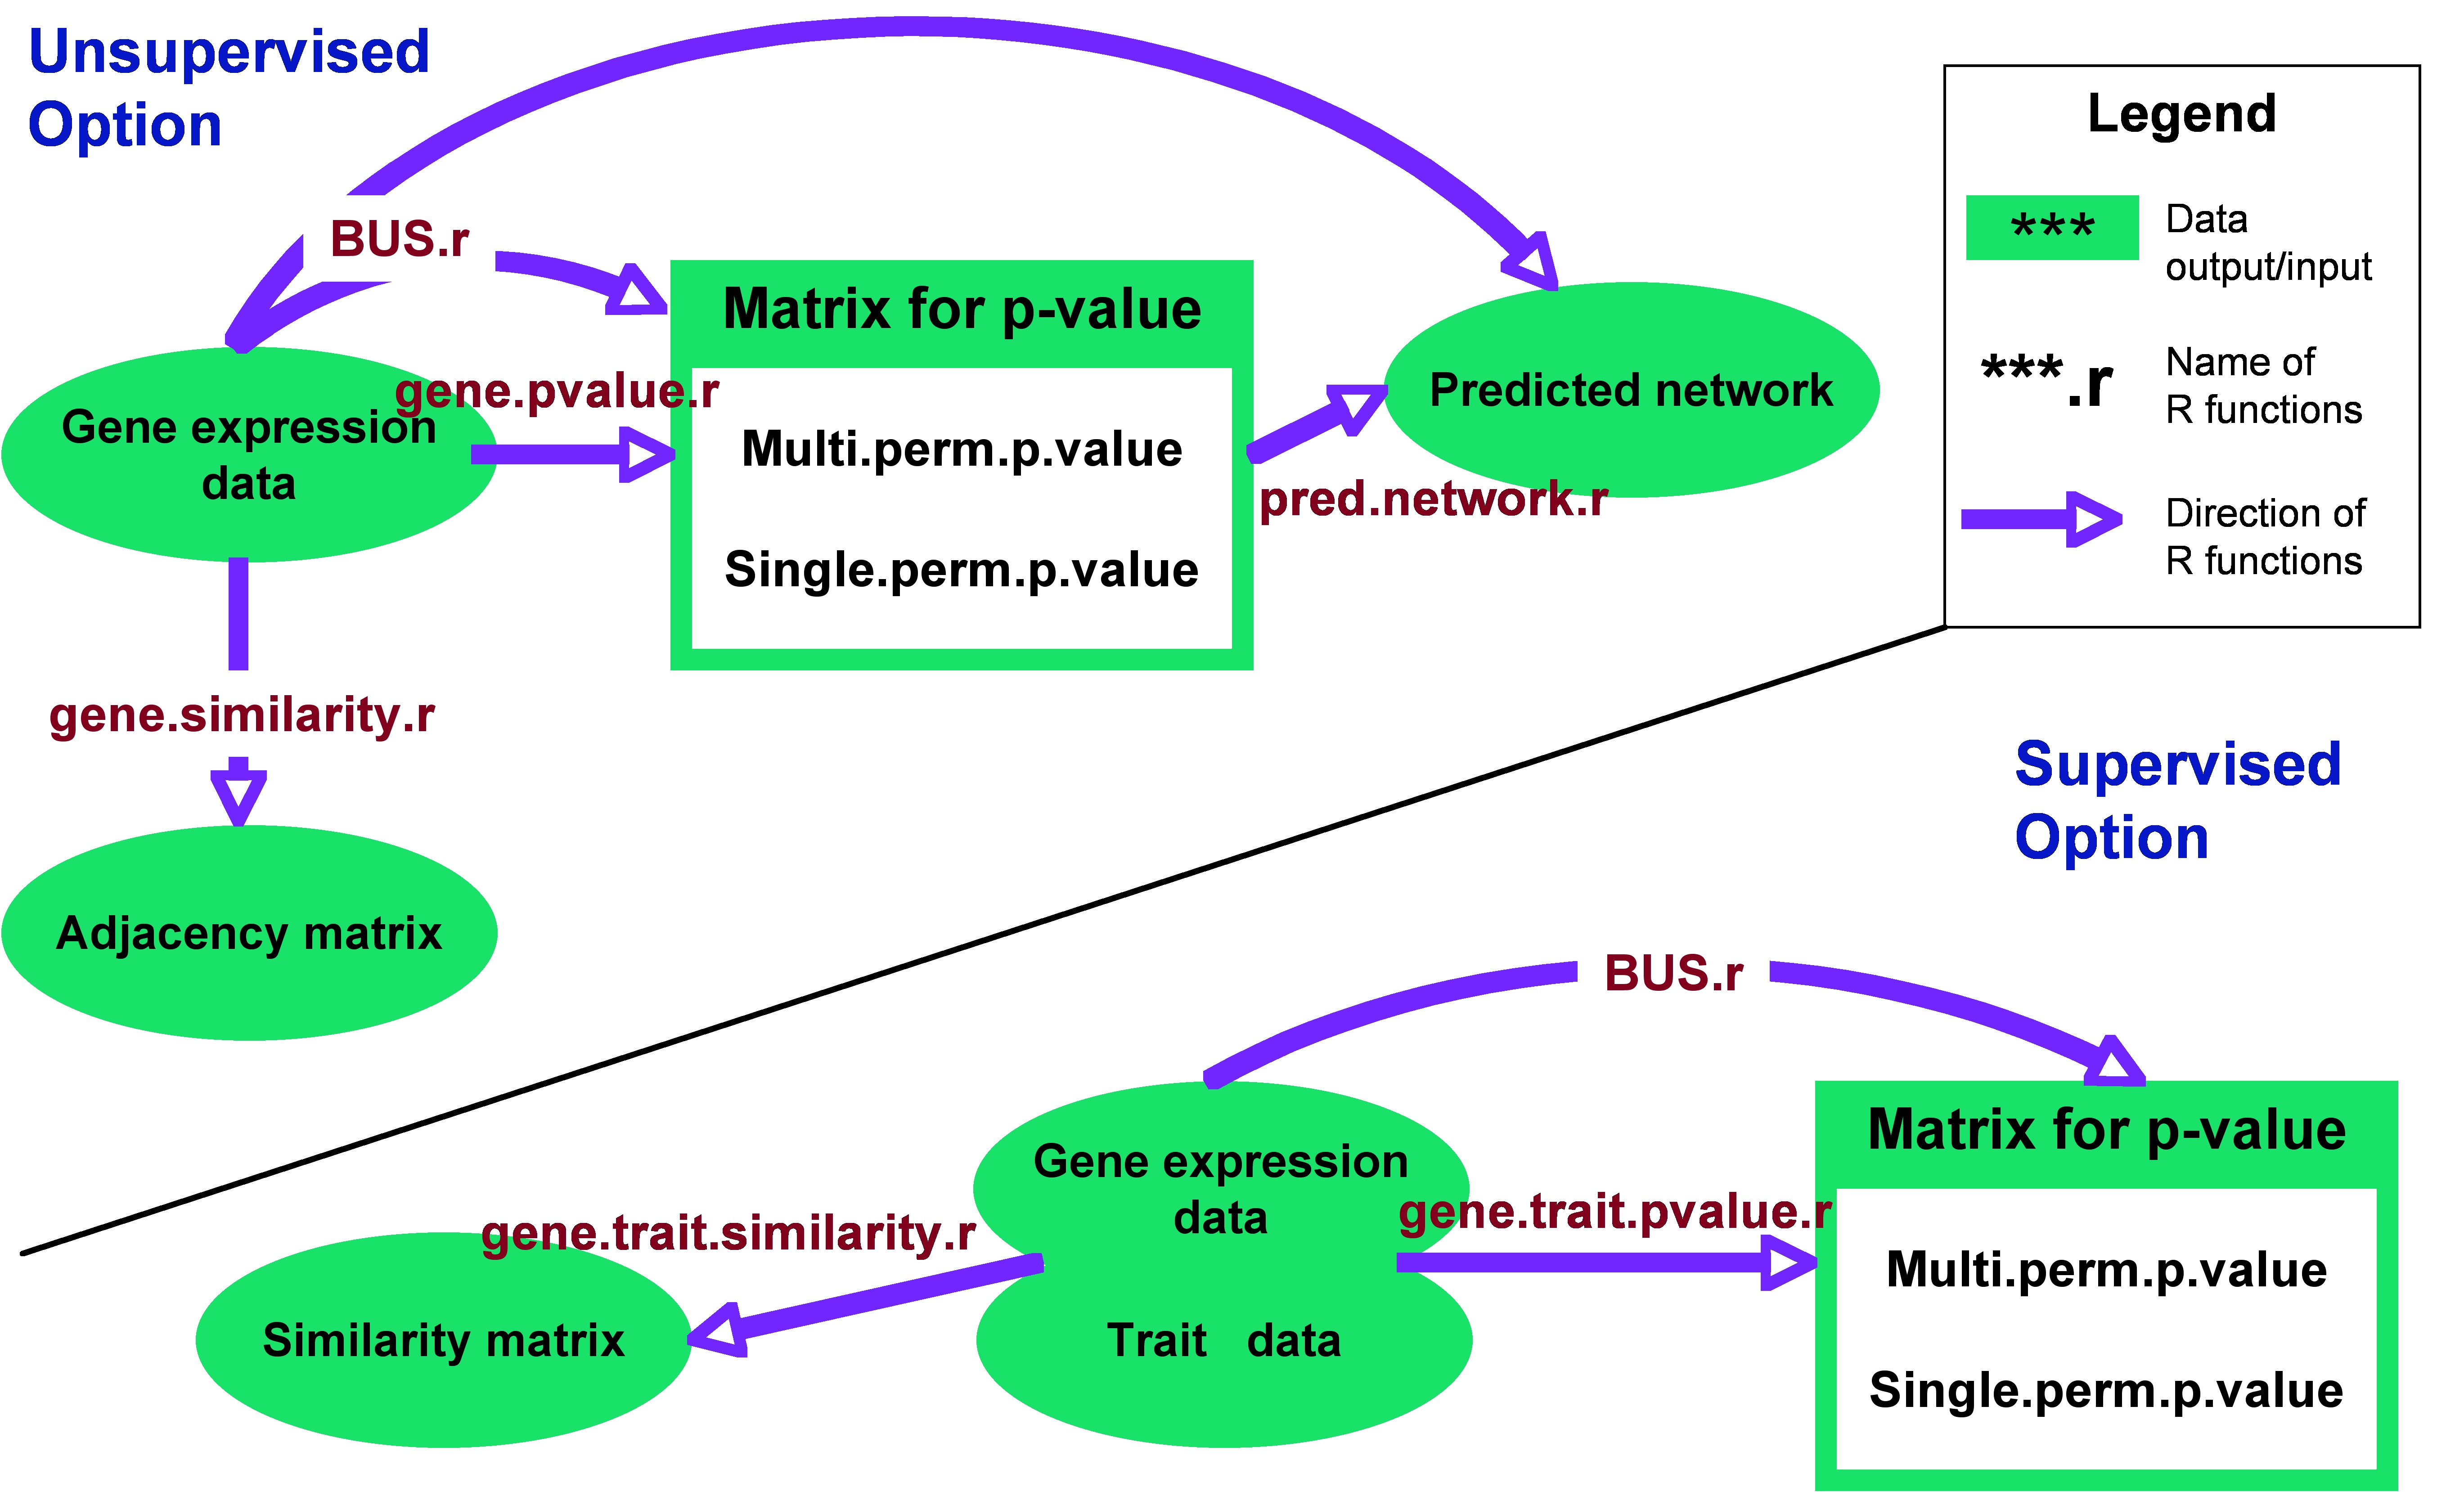 Unsupervised
Option
BUS.r
Matrix for p-value
gene.pvalue.r
Gene expression
data
Multi.perm.p.value
Single.perm.p.value
Predicted network
pred.network.r
gene.similarity.r
Adjacency matrix
Legend
***
Data
output/input
***.r
Name of
R functions
Direction of
R functions
Supervised
Option
BUS.r
Gene expression
data
Trait data
gene.trait.similarity.r
Similarity matrix
gene.trait.pvalue.r
Matrix for p-value
Multi.perm.p.value
Single.perm.p.value